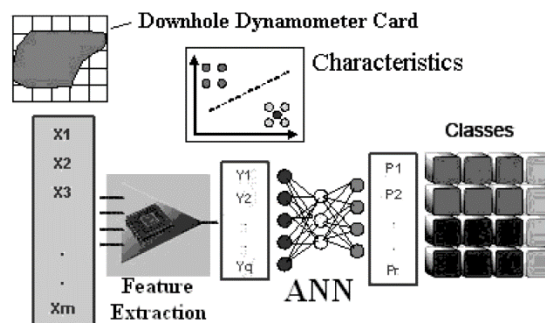 Downhole Dynamometer Card
Characteristics
Classes
X1
X2
X3
.
.
Xm
Feature
Extraction
Y1
Y2
.
.
Yq
ANN
P1
P2
.
.
Pr